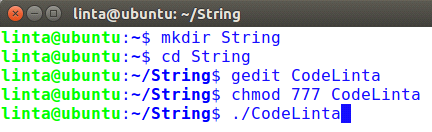 linta@ubuntu: ~/String
linta@ubuntu:~$ mkdir String
linta@ubuntu:~$ cd String
linta@ubuntu:~/String$ gedit CodeLinta
linta@ubuntu:~/String$ chmod 777 CodeLinta
linta@ubuntu:~/String$ ./CodeLinta